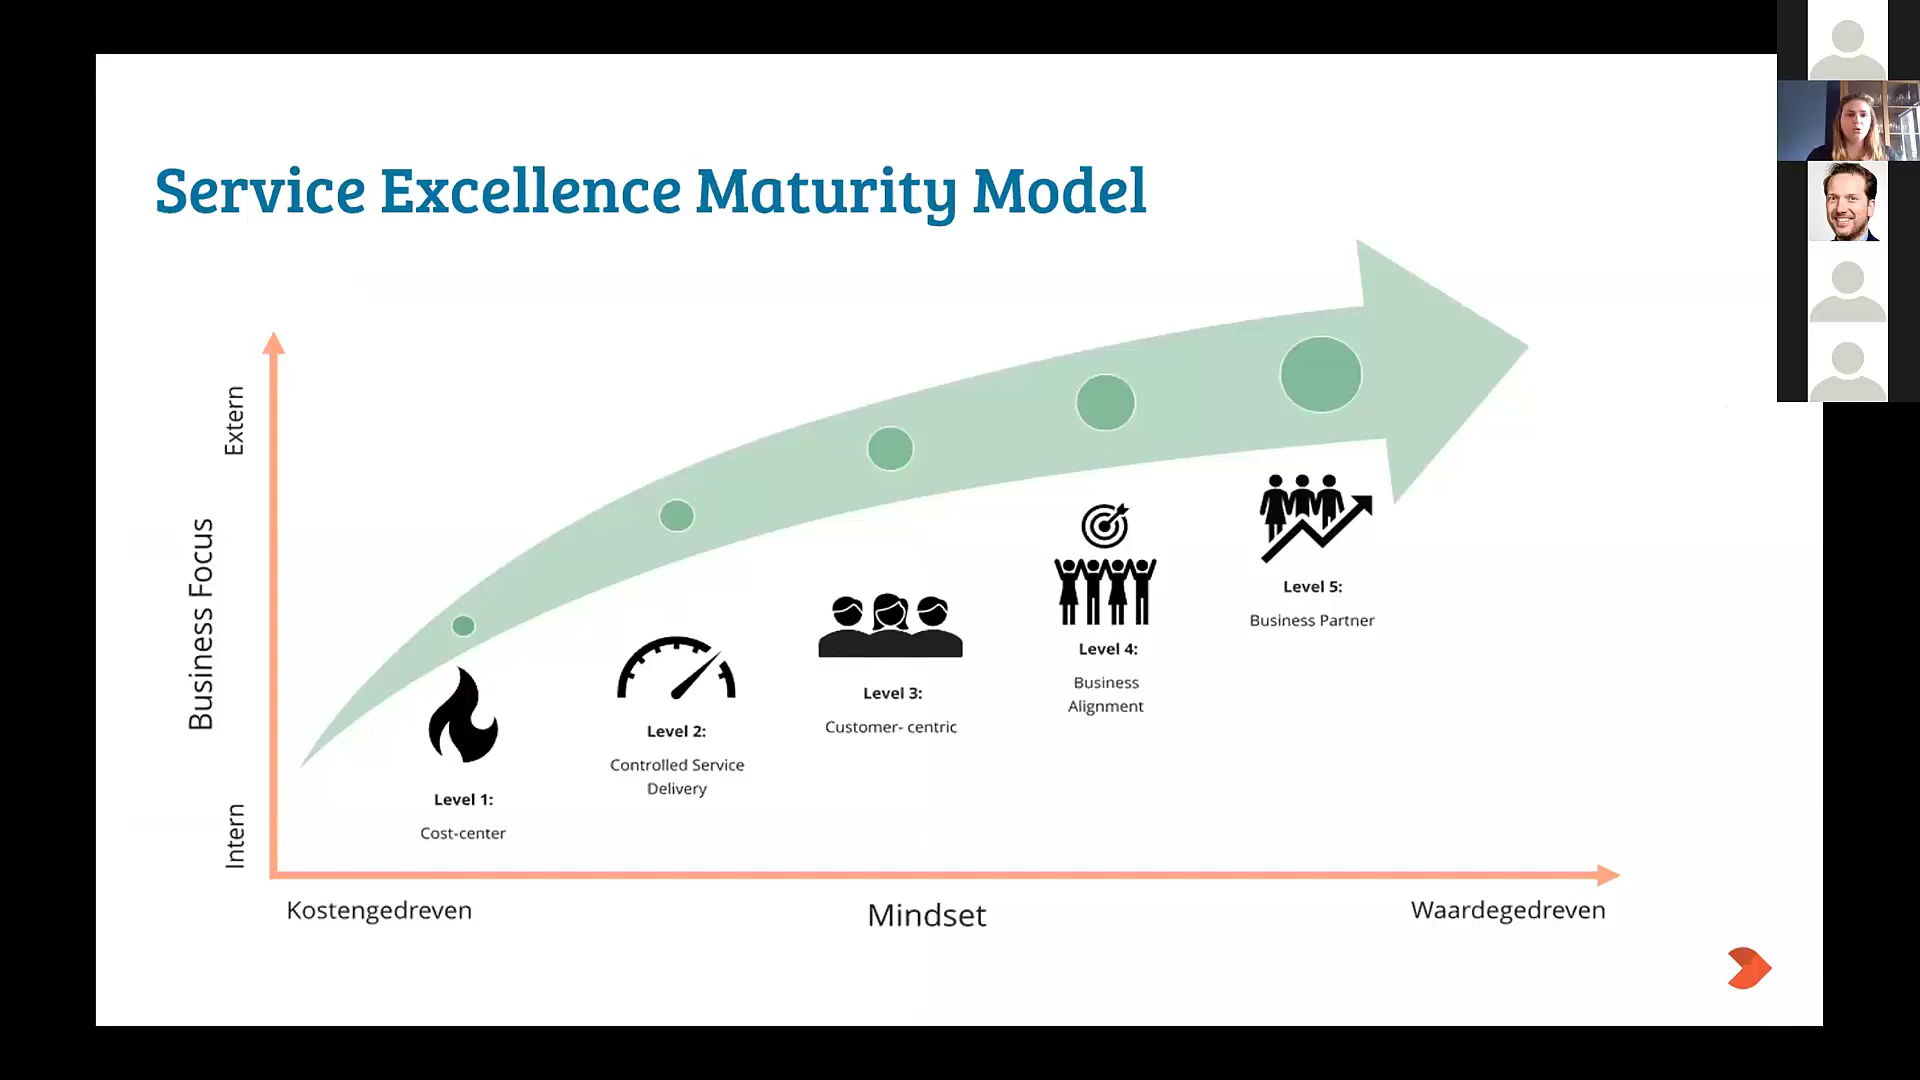 Service Excellence Maturity Model
Extern
Business Focus
Intern
Level 1:
Cost-center
Level 2:
Controlled Service
Delivery
Level 3:
Customer- centric
Level 4:
Business
Alignment
Level 5:
Business Partner
Kostengedreven
Mindset
Waardegedreven